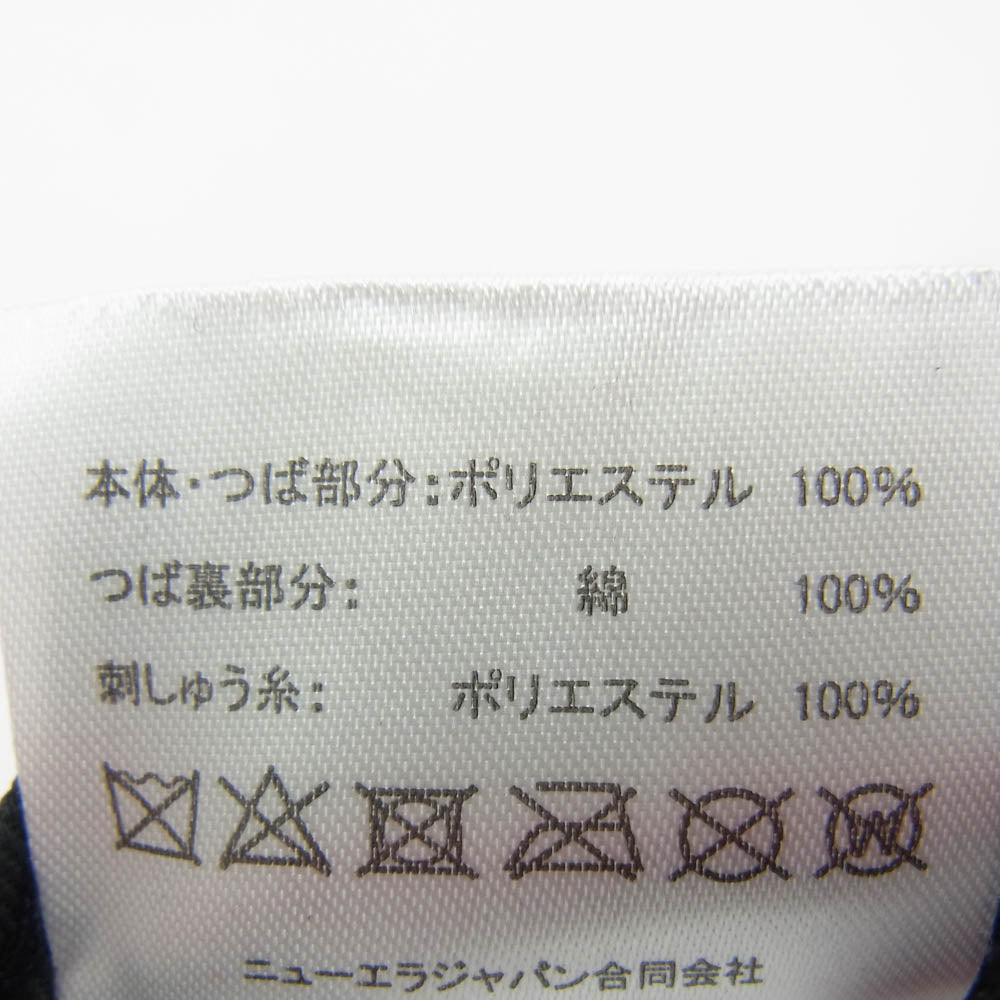 本体・つば部分:ポリエステル 100%
つば裏部分: 綿 100%
刺しゅう糸: ポリエステル 100%
W
ニューエラジャパン合同会社